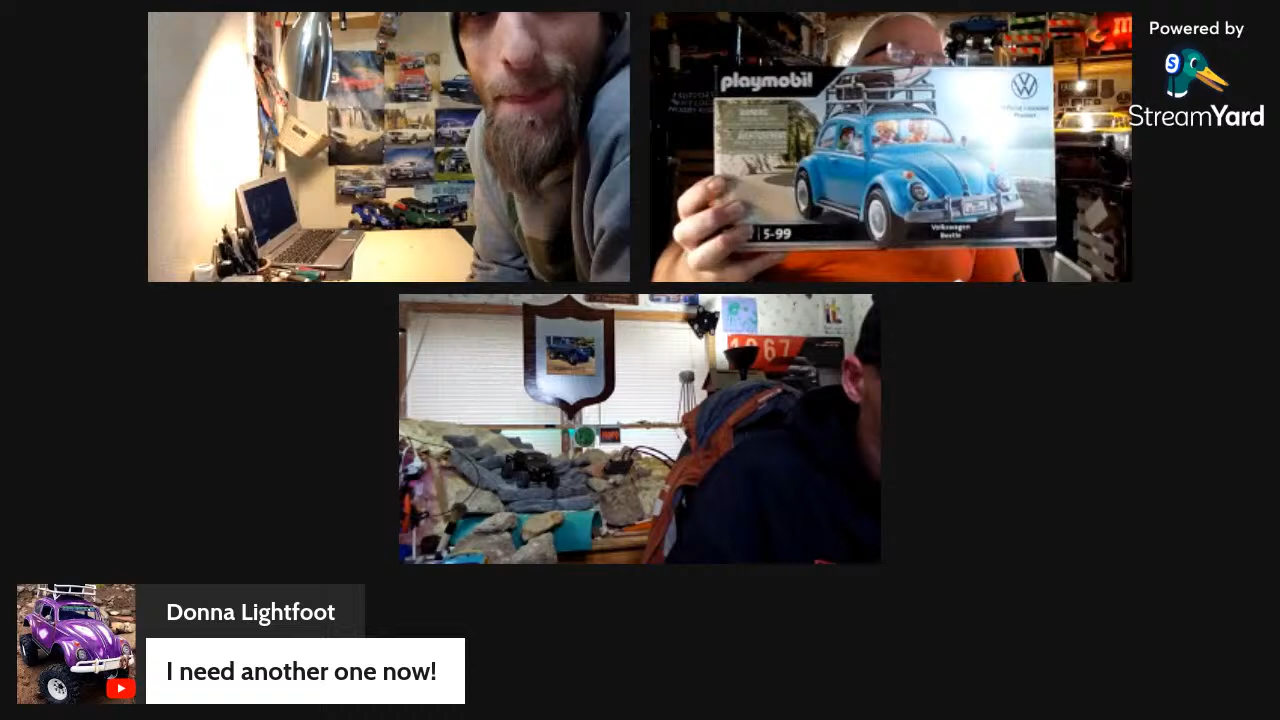 Powered by
StreamYard
playmobil
5-99
Volkswagen
Beetle
1967
Donna Lightfoot
I need another one now!